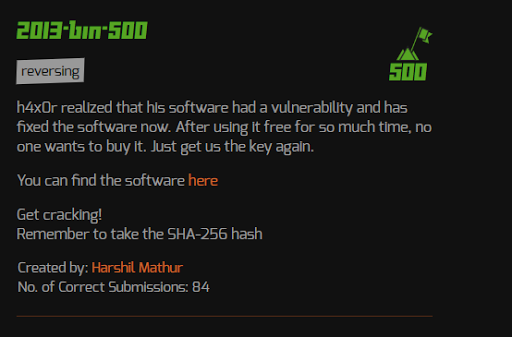 2013-bin-500
500
reversing
h4x0r realized that his software had a vulnerability and has
fixed the software now. After using it free for so much time, no
one wants to buy it. Just get us the key again.
You can find the software here
Get cracking!
Remember to take the SHA-256 hash
Created by: Harshil Mathur
No. of Correct Submissions: 84